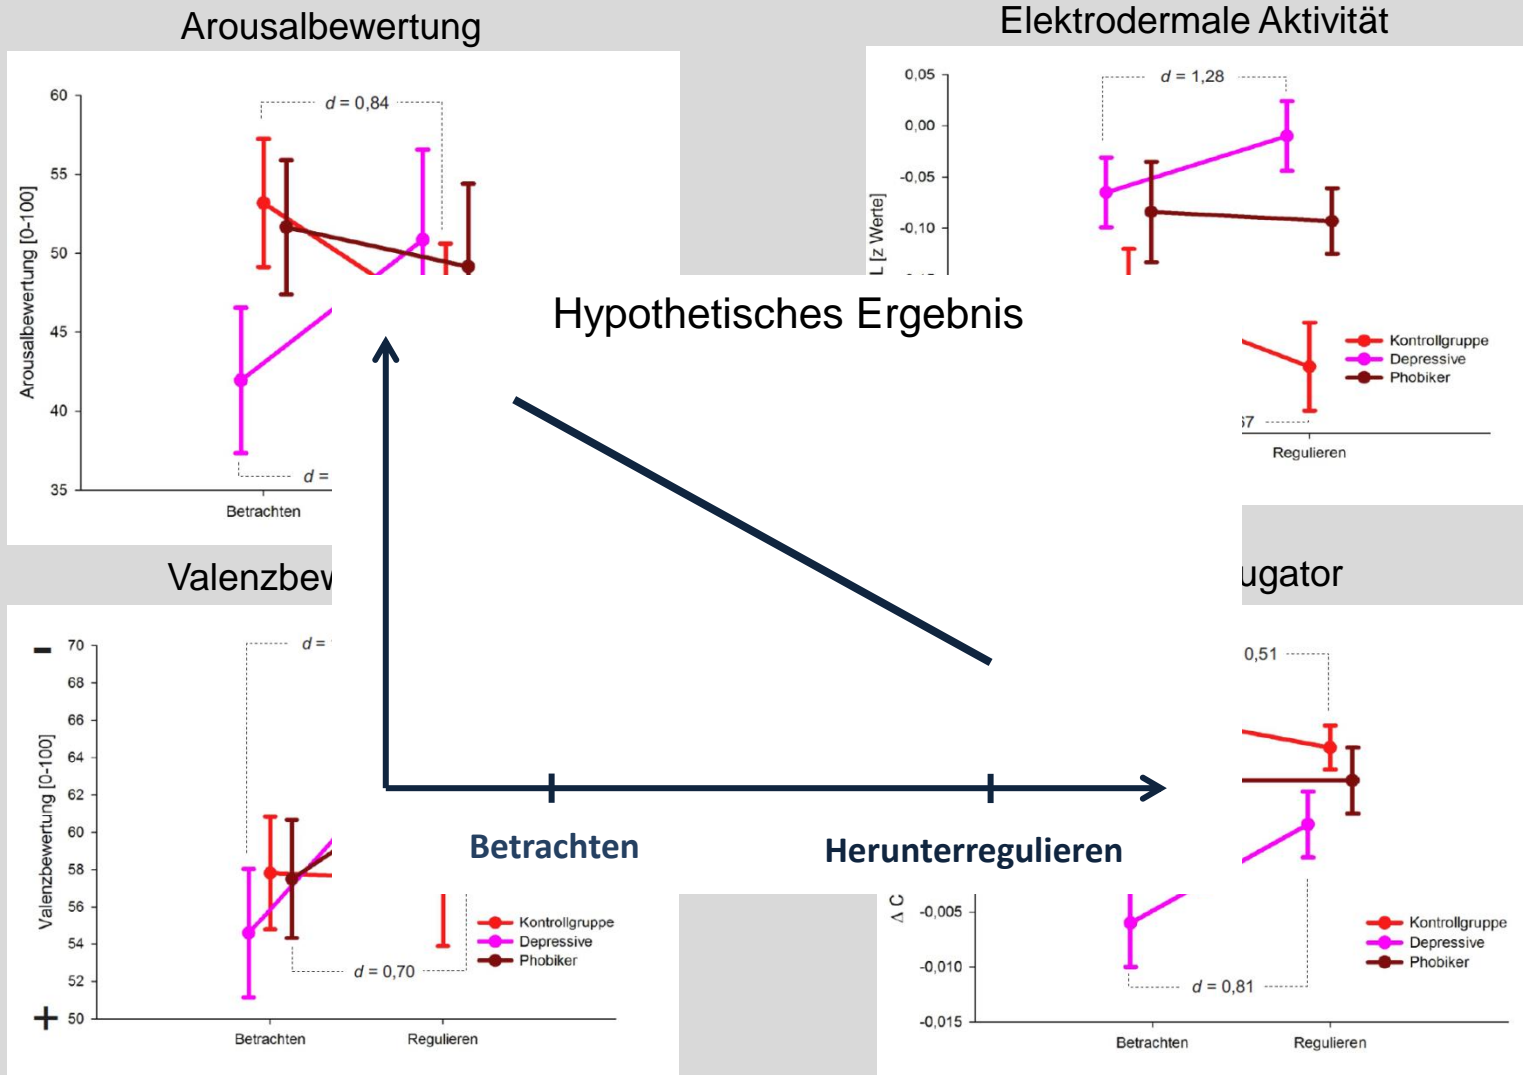 Arousalbewertung
60
55
50
45
40
35
Arousalbewertung [0-100]
d = 0,84
d =
Betrachten
Elektrodermale Aktivität
0,05
0,00
-0,05
-0,10
L [z Werte]
d = 1,28
67
Kontrollgruppe
Depressive
Phobiker
Regulieren
Hypothetisches Ergebnis
Betrachten
Herunterregulieren
Valenzbew
- 70
68
66
64
62
60
58
56
54
52
+ 50
Valenzbewertung [0-100]
d =
d = 0,70
Kontrollgruppe
Depressive
Phobiker
Betrachten
Regulieren
ugator
0,51
Δ C
-0,005
-0,010
-0,015
d = 0,81
Kontrollgruppe
Depressive
Phobiker
Betrachten
Regulieren